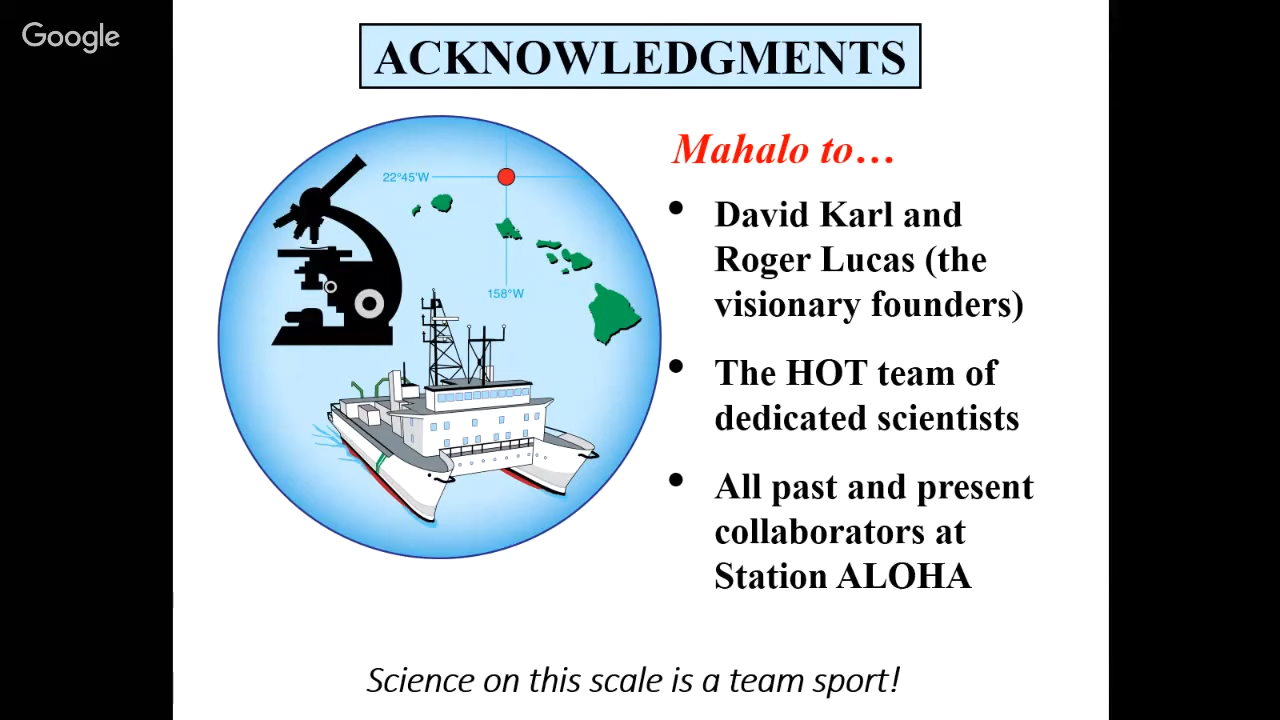 Google
ACKNOWLEDGMENTS
22°45'W
158°W
Mahalo to…
• David Karl and
Roger Lucas (the
visionary founders)
• The HOT team of
dedicated scientists
• All past and present
collaborators at
Station ALOHA
Science on this scale is a team sport!